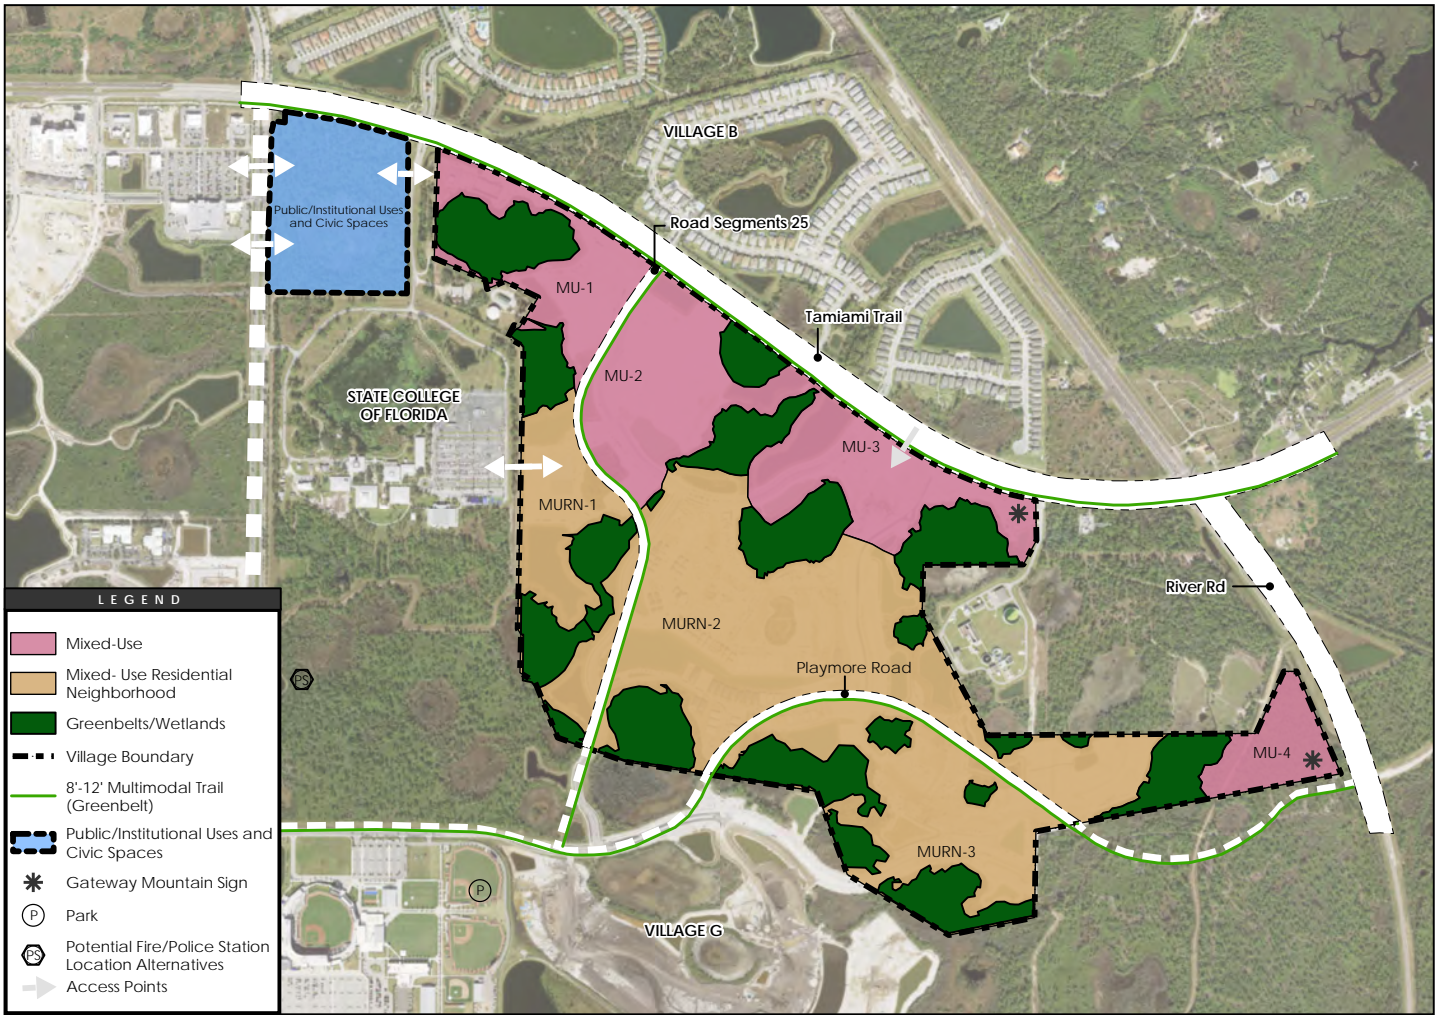 VILLAGE B
Public/Institutional Uses
and Civic Spaces
Road Segments 25
MU-1
Tamiami Trail
MU-2
STATE COLLEGE
OF FLORIDA
MU-3
MURN-1
River Rd
MURN-2
Playmore Road
MU-4
MURN-3
VILLAGE G
P
PS
LEGEND
Mixed-Use
Mixed- Use Residential
Neighborhood
Greenbelts/Wetlands
Village Boundary
8'-12' Multimodal Trail
(Greenbelt)
Public/Institutional Uses and
Civic Spaces
Gateway Mountain Sign
P
Park
PS
Potential Fire/Police Station
Location Alternatives
Access Points